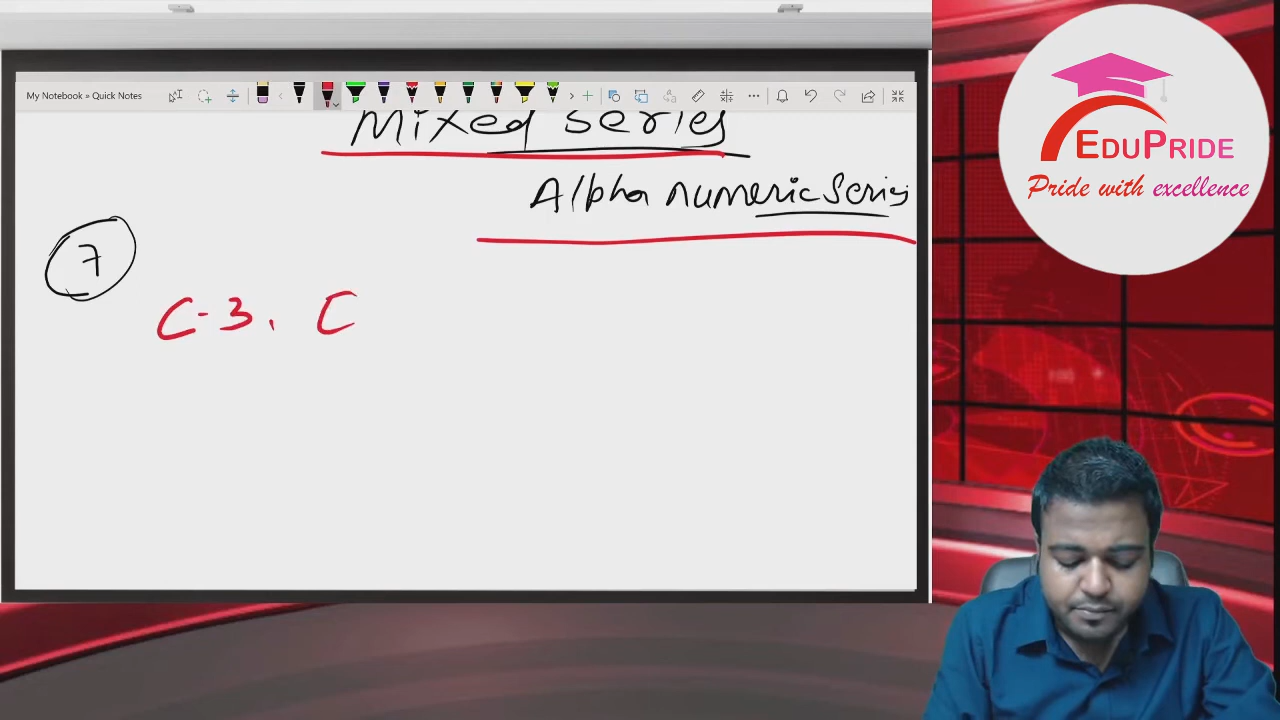 My Notebook » Quick Notes
Mixed Series
Alpha numeric series
7
C-3, C
EDUPRIDE
Pride with excellence